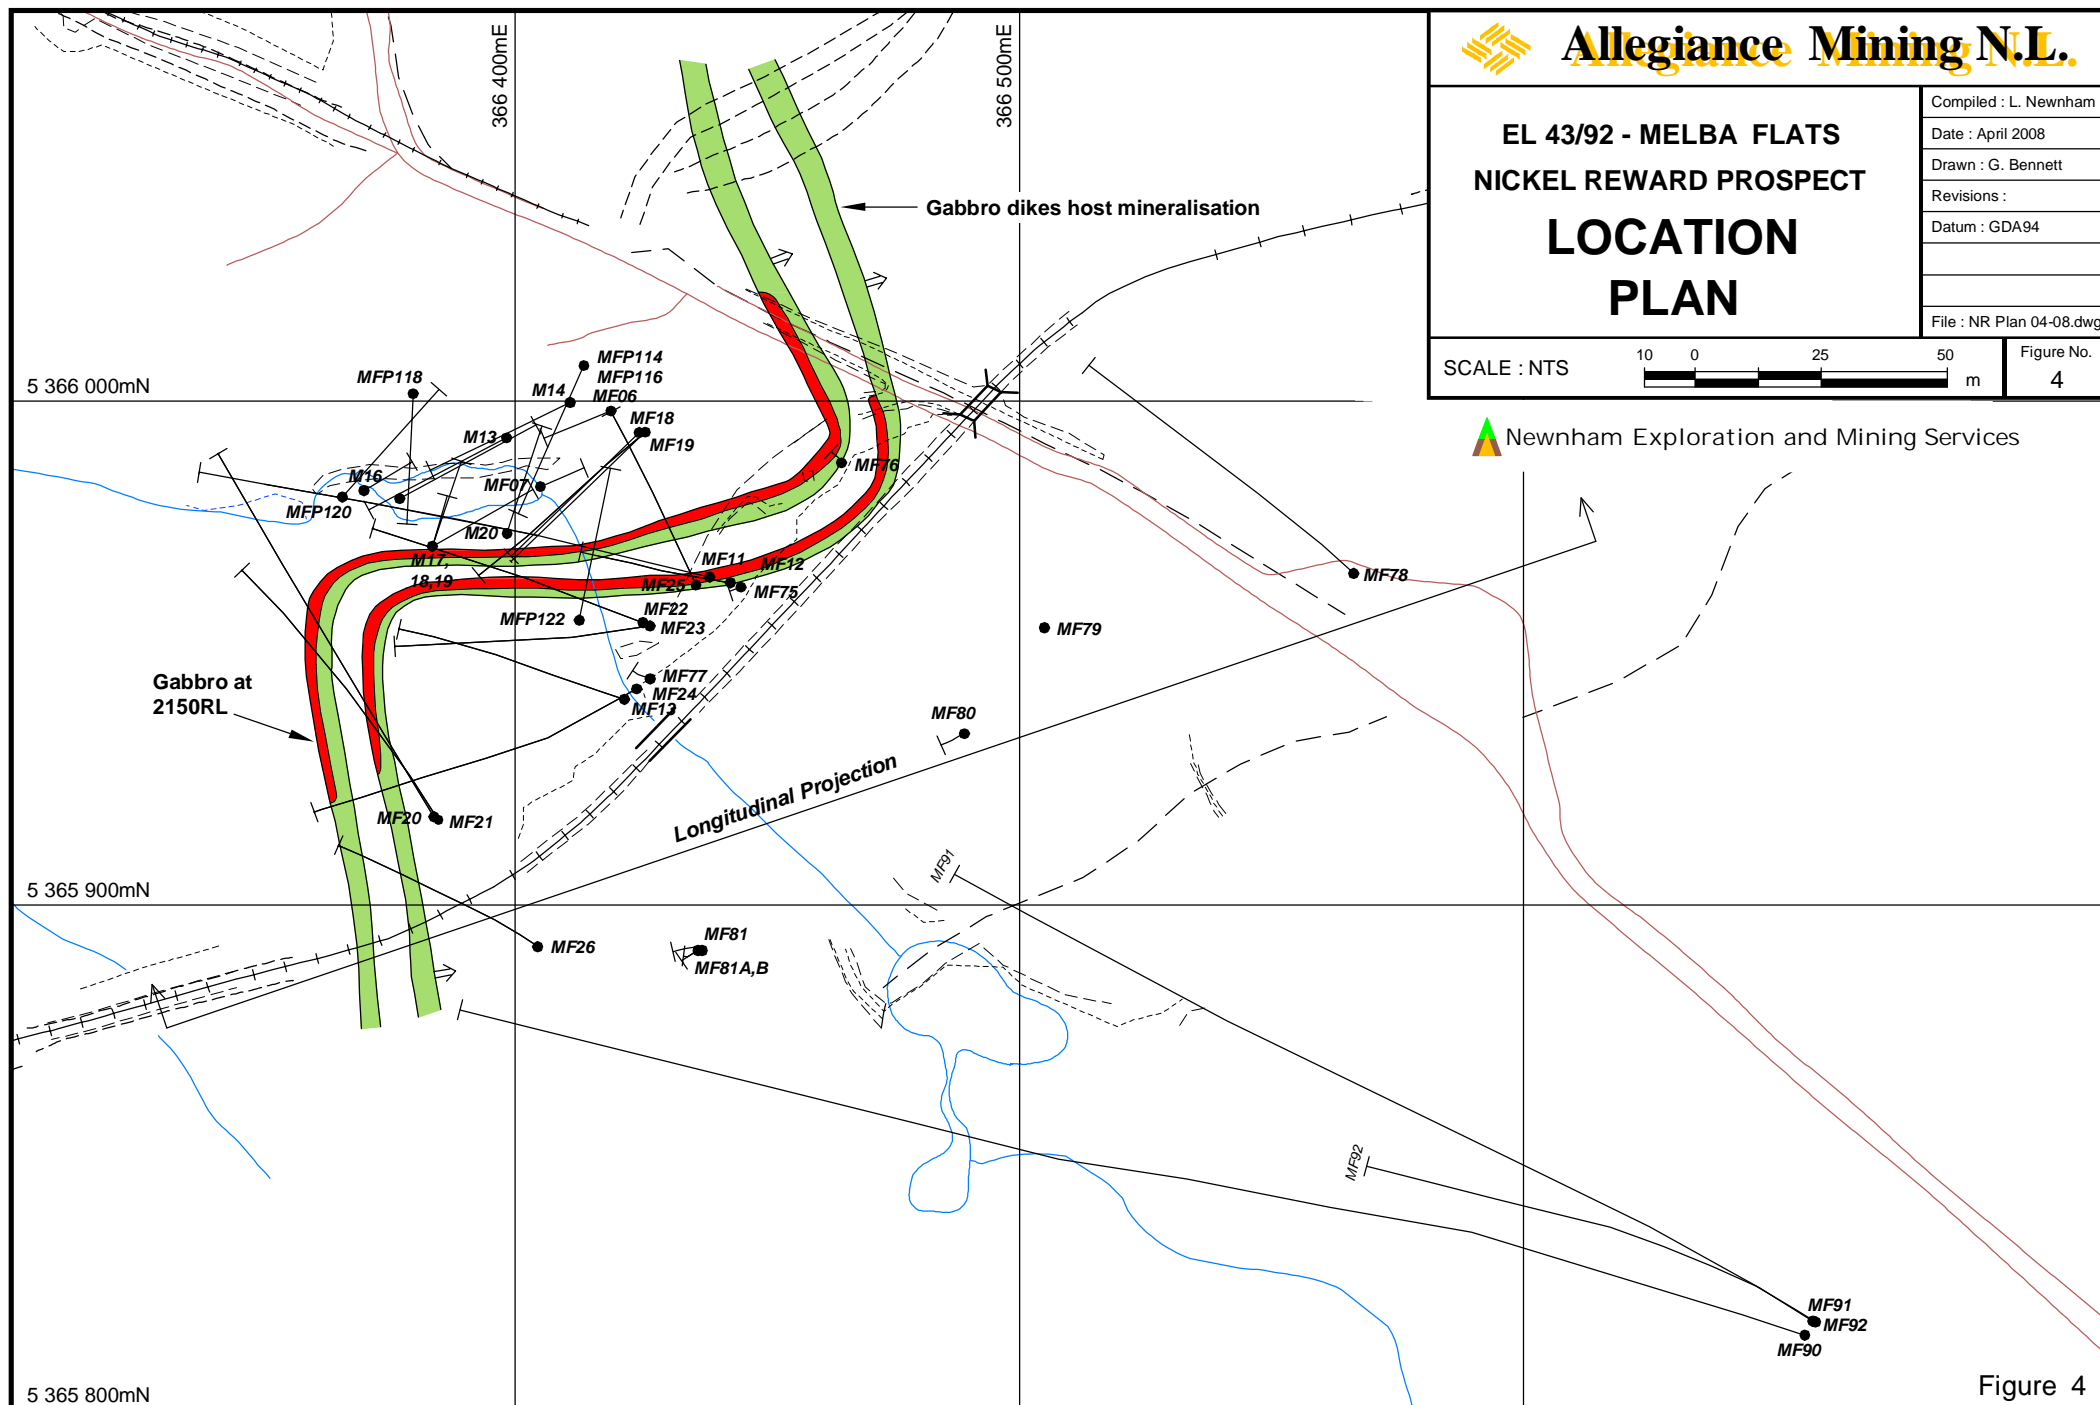 Allegiance Mining N.L.
EL 43/92 - MELBA FLATS
NICKEL REWARD PROSPECT
LOCATION
PLAN
Compiled : L. Newnham
Date : April 2008
Drawn : G. Bennett
Revisions :
Datum : GDA94
File : NR Plan 04-08.dwg
SCALE : NTS
10 0 25 50 m
Figure No.
4
Newnham Exploration and Mining Services
366 400mE
366 500mE
Gabbro dikes host mineralisation
5 366 000mN
MFP118
MFP114
MFP116
M14
MF06
MF18
M13
MF19
MF76
M16
MF07
MFP120
M20
M17,
18,19
MF11
MF12
MF25
MF75
MF78
MFP122
MF22
MF23
MF79
Gabbro at
2150RL
MF77
MF24
MF13
MF80
Longitudinal Projection
MF20
MF21
MF91
5 365 900mN
MF26
MF81
MF81A,B
MF92
MF91
MF92
MF90
5 365 800mN
Figure 4